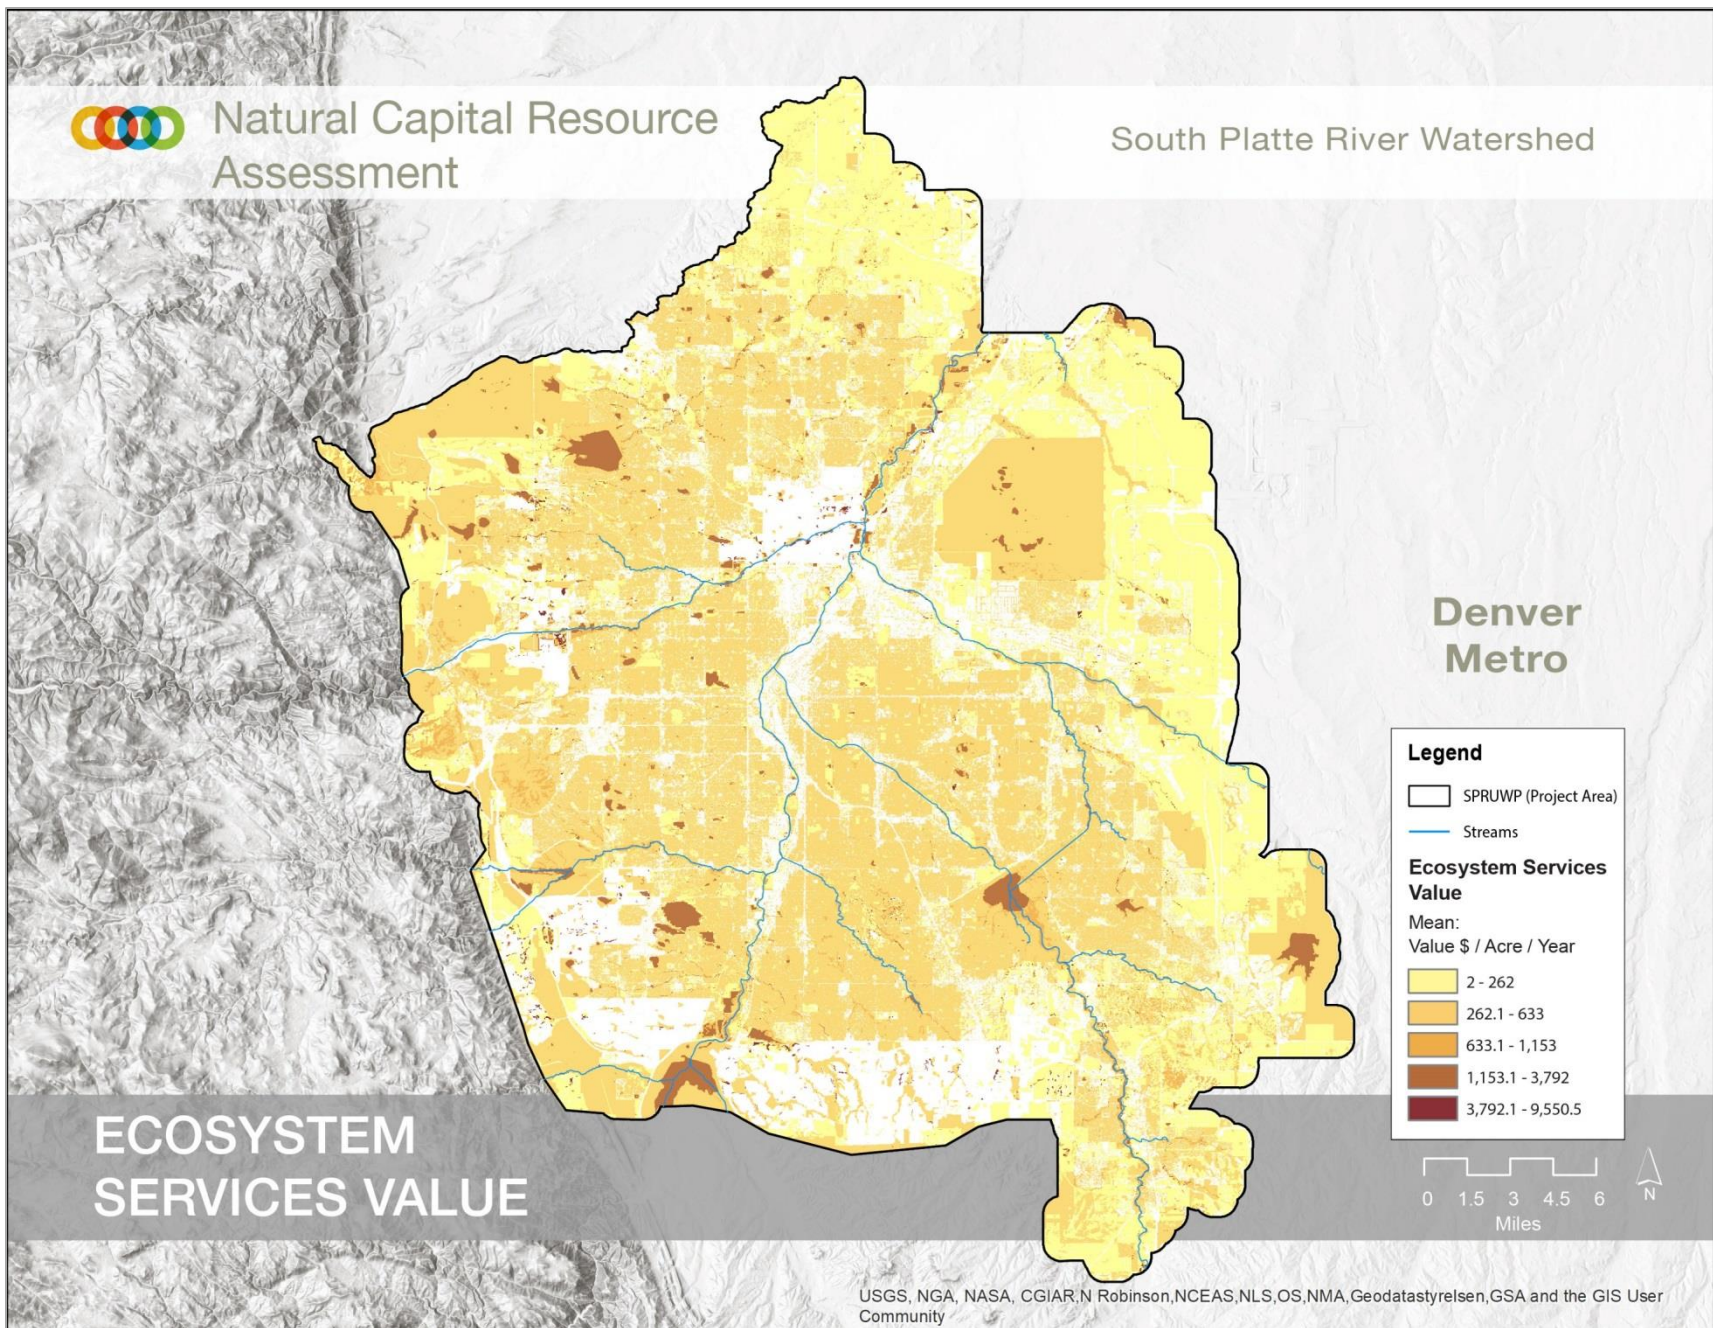 Natural Capital Resource
Assessment
South Platte River Watershed
Denver
Metro
Legend
SPRUWP (Project Area)
Streams
Ecosystem Services
Value
Mean:
Value $ / Acre / Year
2 - 262
262.1 - 633
633.1 - 1,153
1,153.1 - 3,792
3,792.1 - 9,550.5
0 1.5 3 4.5 6
Miles
N
ECOSYSTEM
SERVICES VALUE
USGS, NGA, NASA, CGIAR,N Robinson,NCEAS,NLS,OS,NMA,Geodatastyrelsen,GSA and the GIS User
Community